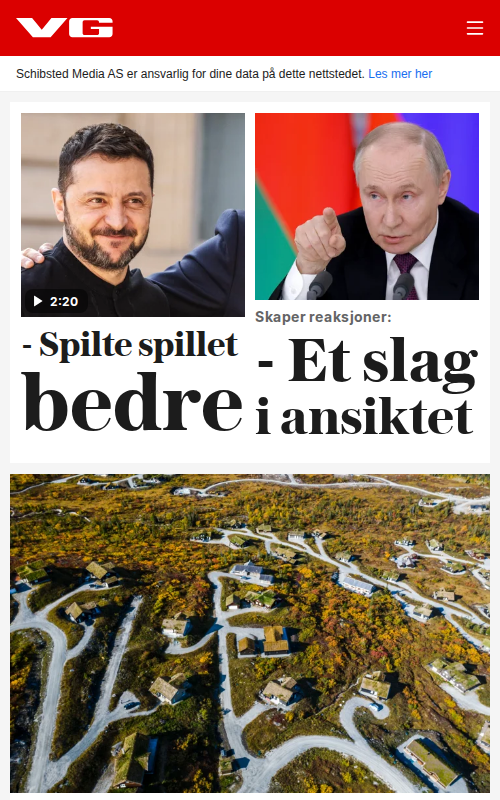 VG
Schibsted Media AS er ansvarlig for dine data på dette nettstedet. Les mer her
2:20
- Spilte spillet
bedre
Skaper reaksjoner:
- Et slag
i ansiktet